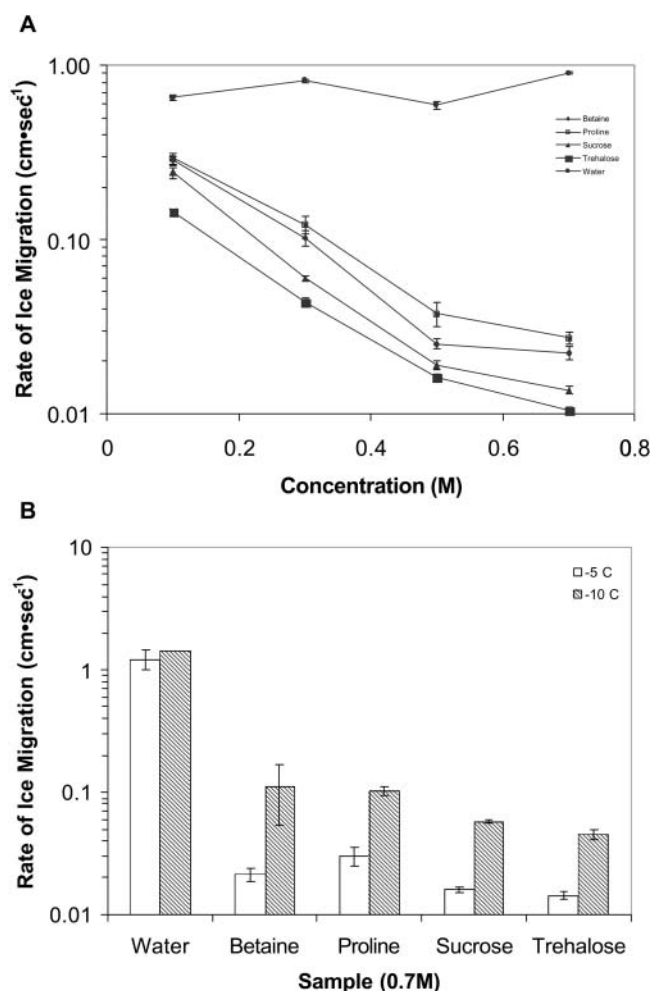 A
Rate of Ice Migration (cm•sec-1)
1.00
0.10
0.01
0
0.2
0.4
0.6
0.8
Concentration (M)
Betaine
Proline
Sucrose
Trehalose
Water
B
Rate of Ice Migration (cm•sec-1)
10
1
0.1
0.01
-5 C
-10 C
Water Betaine Proline Sucrose Trehalose
Sample (0.7M)